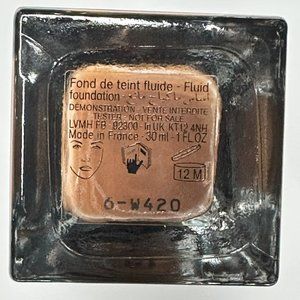 Fond de teint fluide - Fluid
foundation -
DÉMONSTRATION - VENTE INTERDITE
TESTER - NOT FOR SALE
LVMH FB - 92300 - In UK KT12 4NH
Made in France - 30 ml - 1 FL OZ
12 M
6-W420